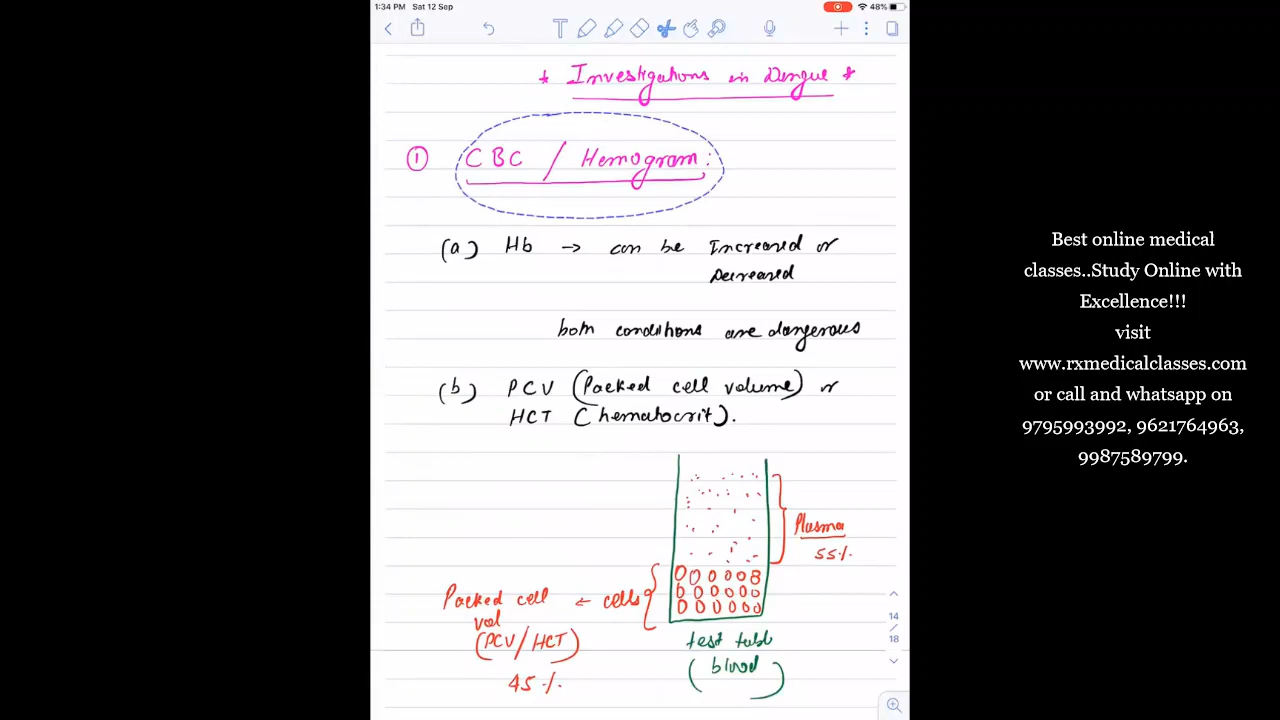 1:34 PM Sat 12 Sep
48%
* Investigations in Dengue *
① CBC / Hemogram:
(a) Hb → can be Increased or
Decreased
both conditions are dangerous
(b) PCV (Packed cell volume) or
HCT (hematocrit).
Plasma
55%
Packed cell ← cells
vol
(PCV/HCT)
45%
test tube
(blood)
14
/
18
Best online medical
classes..Study Online with
Excellence!!!
visit
www.rxmedicalclasses.com
or call and whatsapp on
9795993992, 9621764963,
9987589799.